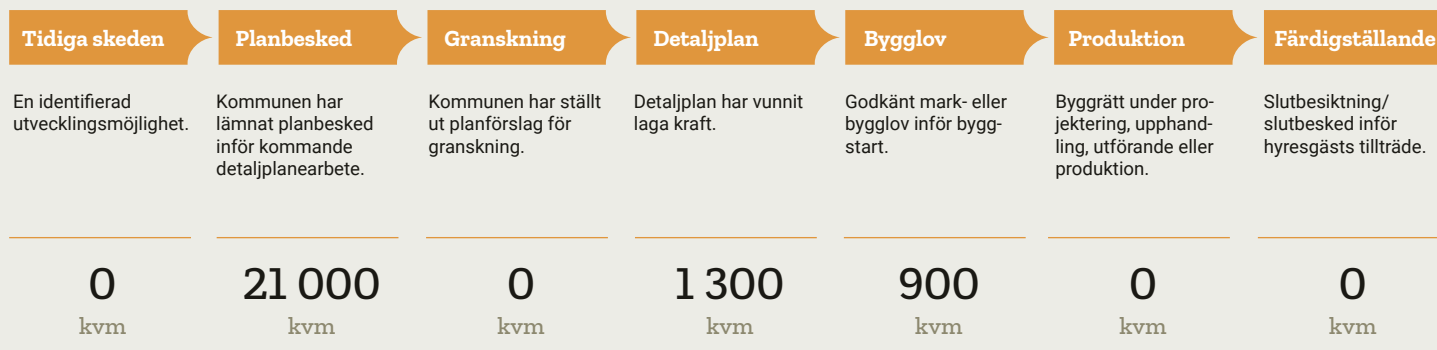 Tidiga skeden
Planbesked
Granskning
Detaljplan
Bygglov
Produktion
Färdigställande
En identifierad
utvecklingsmöjlighet.
Kommunen har
lämnat planbesked
inför kommande
detaljplanearbete.
Kommunen har ställt
ut planförslag för
granskning.
Detaljplan har vunnit
laga kraft.
Godkänt mark- eller
bygglov inför bygg-
start.
Byggrätt under pro-
jektering, upphand-
ling, utförande eller
produktion.
Slutbesiktning/
slutbesked inför
hyresgästs tillträde.
0
kvm
21 000
kvm
0
kvm
1 300
kvm
900
kvm
0
kvm
0
kvm